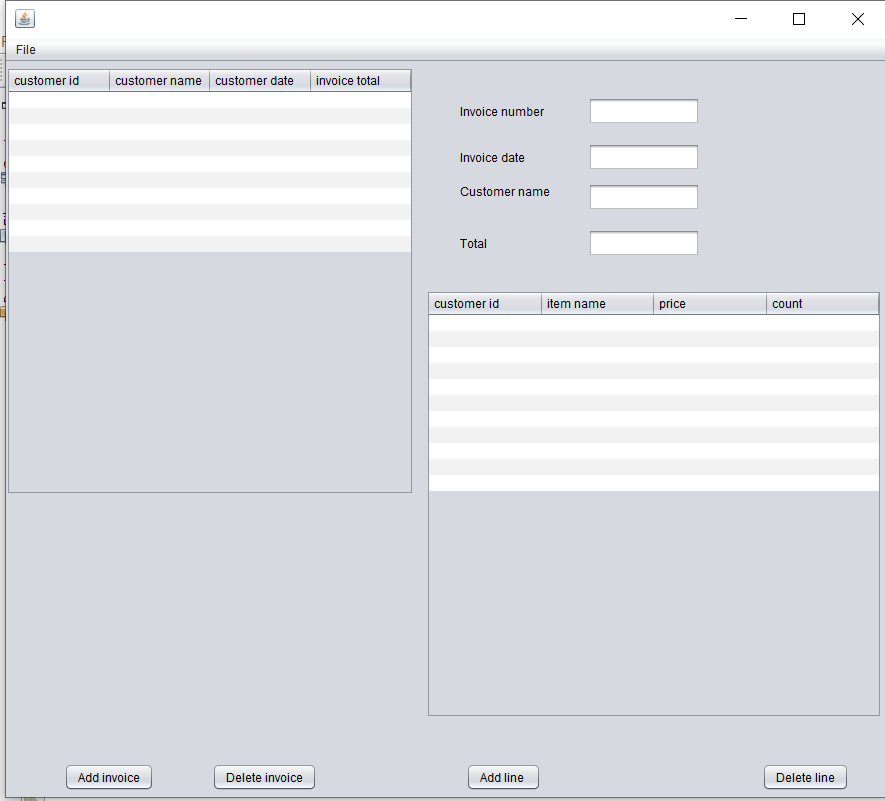 File
customer id customer name customer date invoice total
Invoice number
Invoice date
Customer name
Total
customer id item name price count
Add invoice Delete invoice Add line Delete line